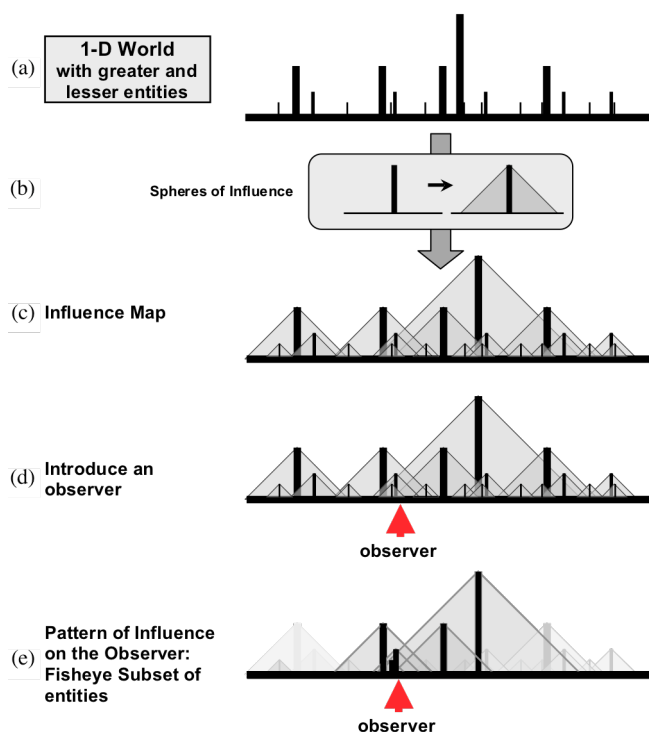 (a)
1-D World
with greater and
lesser entities
(b)
Spheres of Influence
(c) Influence Map
(d) Introduce an
observer
observer
(e) Pattern of Influence
on the Observer:
Fisheye Subset of
entities
observer